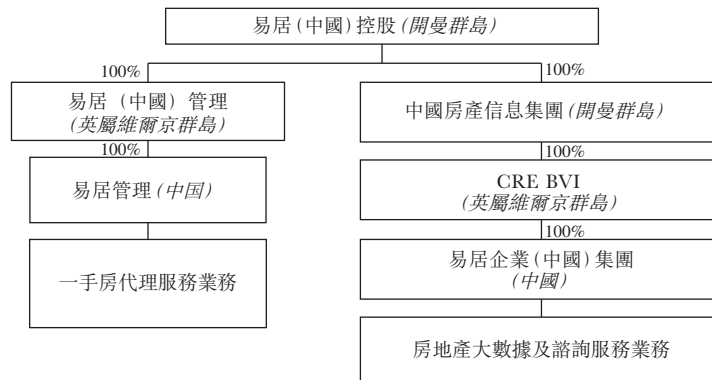 易居(中國)控股(開曼群島)
100%
100%
易居（中國）管理
(英屬維爾京群島)
中國房產信息集團(開曼群島)
100%
100%
易居管理(中国)
CRE BVI
(英屬維爾京群島)
100%
一手房代理服務業務
易居企業(中國)集團
(中國)
房地產大數據及諮詢服務業務